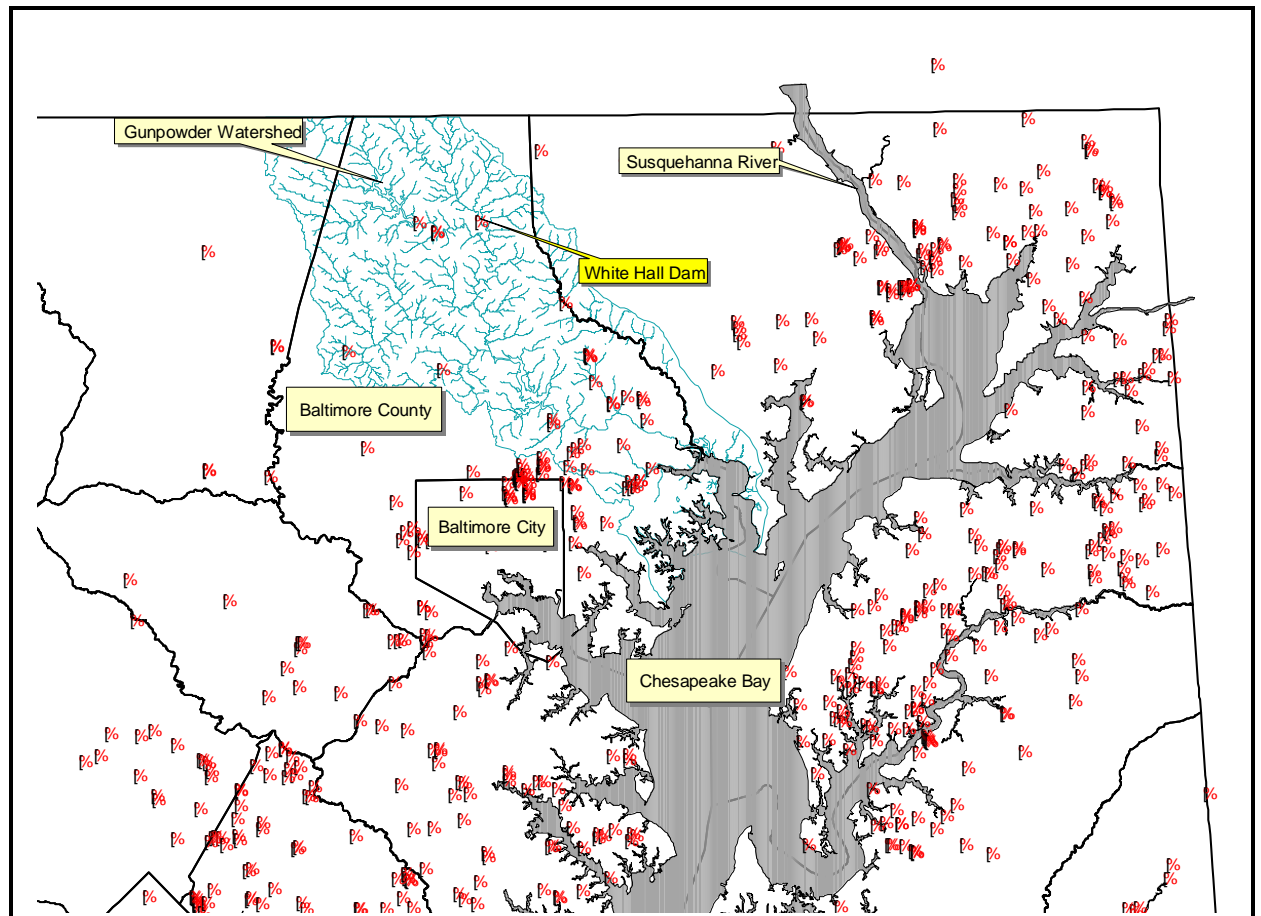 Gunpowder Watershed
Susquehanna River
White Hall Dam
Baltimore County
Baltimore City
Chesapeake Bay